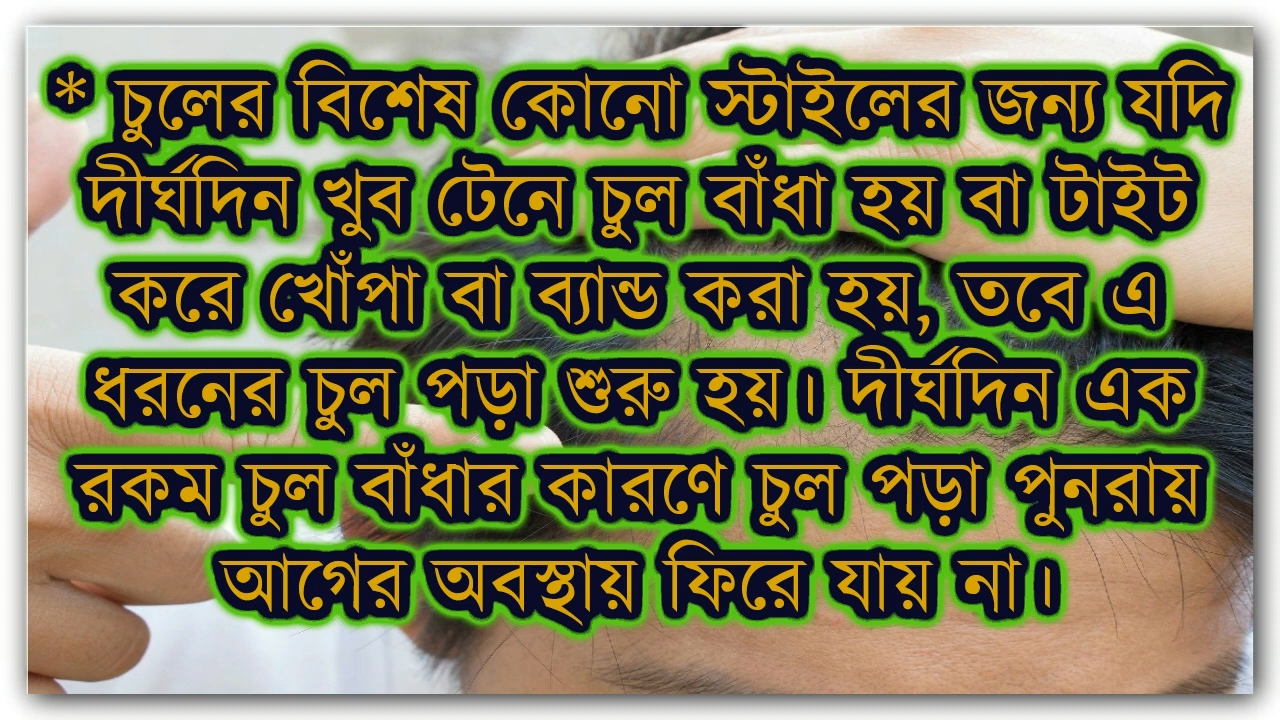 * চুলের বিশেষ কোনো স্টাইলের জন্য যদি
দীর্ঘদিন খুব টেনে চুল বাঁধা হয় বা টাইট
করে খোঁপা বা ব্যান্ড করা হয়, তবে এ
ধরনের চুল পড়া শুরু হয়। দীর্ঘদিন এক
রকম চুল বাঁধার কারণে চুল পড়া পুনরায়
আগের অবস্থায় ফিরে যায় না।